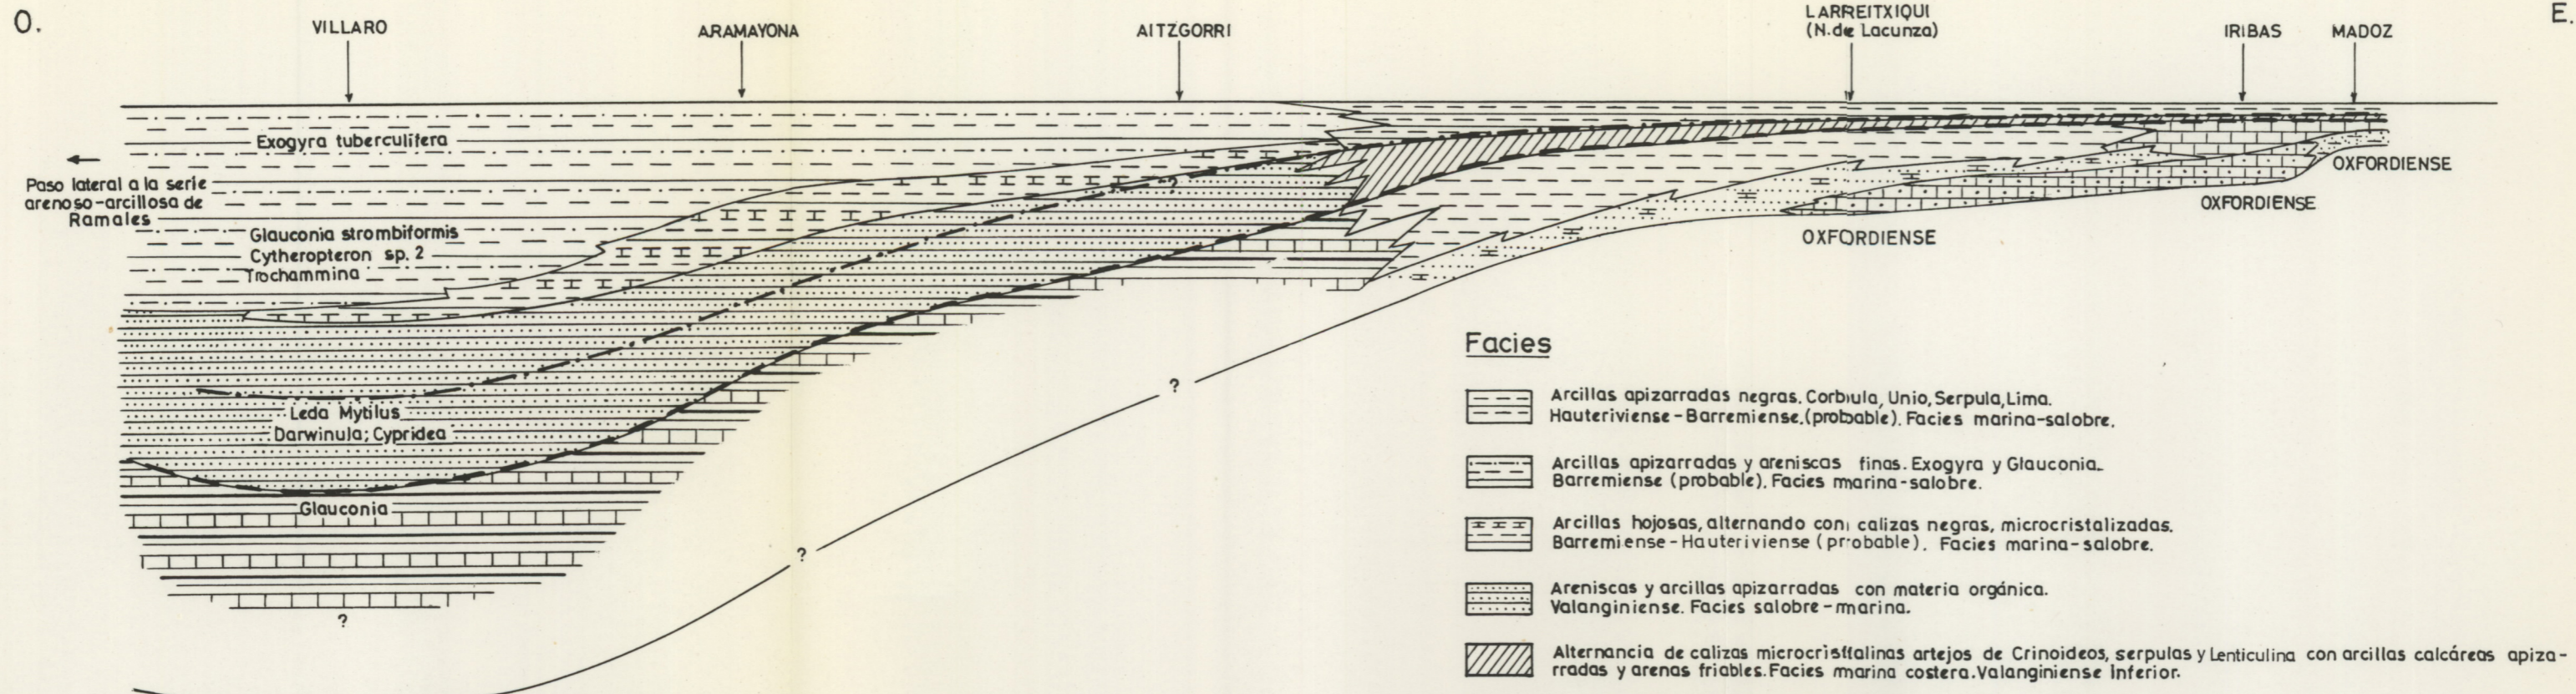 O.
E.
VILLARO
ARAMAYONA
AITZGORRI
LARREITXIQUI
(N.de Lacunza)
IRIBAS
MADOZ
Exogyra tuberculifera
Paso lateral a la serie
arenoso-arcillosa de
Ramales
Glauconia strombiformis
Cytheropteron sp. 2
Trochammina
?
OXFORDIENSE
OXFORDIENSE
OXFORDIENSE
Leda Mytilus
Darwinula; Cypridea
Glauconia
?
?
?
Facies
Arcillas apizarradas negras. Corbula, Unio, Serpula, Lima.
Hauteriviense-Barremiense.(probable). Facies marina-salobre.
Arcillas apizarradas y areniscas finas. Exogyra y Glauconia.
Barremiense (probable). Facies marina-salobre.
Arcillas hojosas, alternando con calizas negras, microcristalizadas.
Barremiense-Hauteriviense (probable). Facies marina-salobre.
Areniscas y arcillas apizarradas con materia orgánica.
Valanginiense. Facies salobre-marina.
Alternancia de calizas microcristtalinas artejos de Crinoideos, serpulas y Lenticulina con arcillas calcáreas apiza-
rradas y arenas friables. Facies marina costera. Valanginiense Inferior.